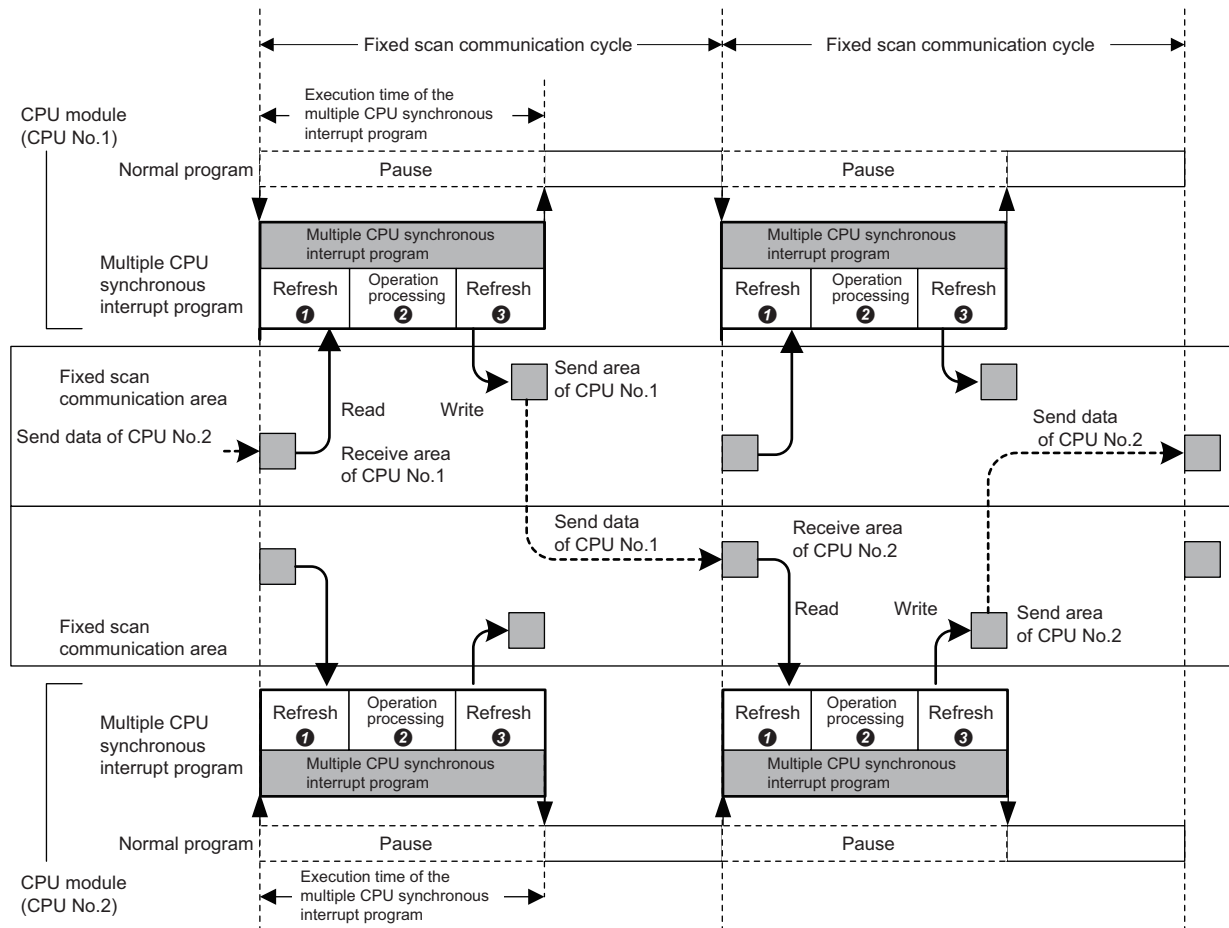 Fixed scan communication cycle
Fixed scan communication cycle
Execution time of the
multiple CPU synchronous
interrupt program
CPU module
(CPU No.1)
Normal program
Pause
Pause
Multiple CPU synchronous
interrupt program
Multiple CPU synchronous
interrupt program
Multiple CPU
synchronous
interrupt program
Refresh
1
Operation
processing
2
Refresh
3
Refresh
1
Operation
processing
2
Refresh
3
Fixed scan
communication area
Send area
of CPU No.1
Read
Write
Send data of CPU No.2
Receive area
of CPU No.1
Send data
of CPU No.2
Send data
of CPU No.1
Receive area
of CPU No.2
Read
Write
Send area
of CPU No.2
Fixed scan
communication area
Multiple CPU
synchronous
interrupt program
Refresh
1
Operation
processing
2
Refresh
3
Refresh
1
Operation
processing
2
Refresh
3
Multiple CPU synchronous
interrupt program
Multiple CPU synchronous
interrupt program
Normal program
Pause
Pause
CPU module
(CPU No.2)
Execution time of the
multiple CPU synchronous
interrupt program